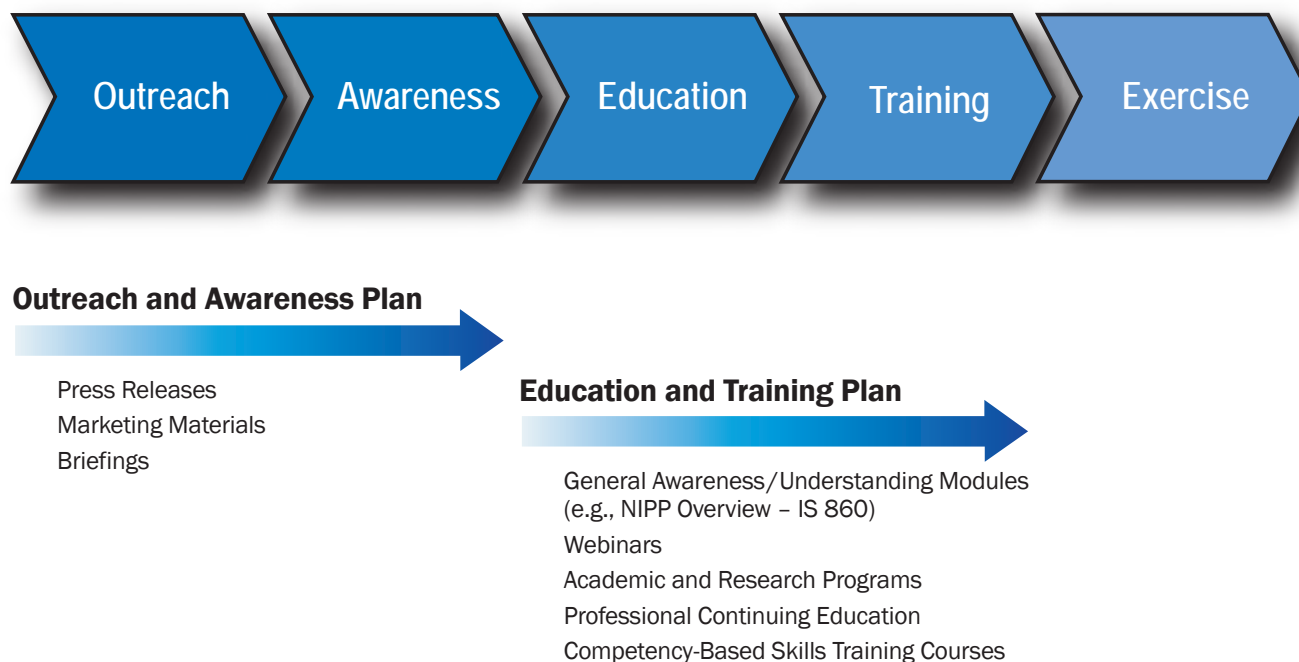 Outreach
Awareness
Education
Training
Exercise
Outreach and Awareness Plan
Press Releases
Marketing Materials
Briefings
Education and Training Plan
General Awareness/Understanding Modules
(e.g., NIPP Overview – IS 860)
Webinars
Academic and Research Programs
Professional Continuing Education
Competency-Based Skills Training Courses